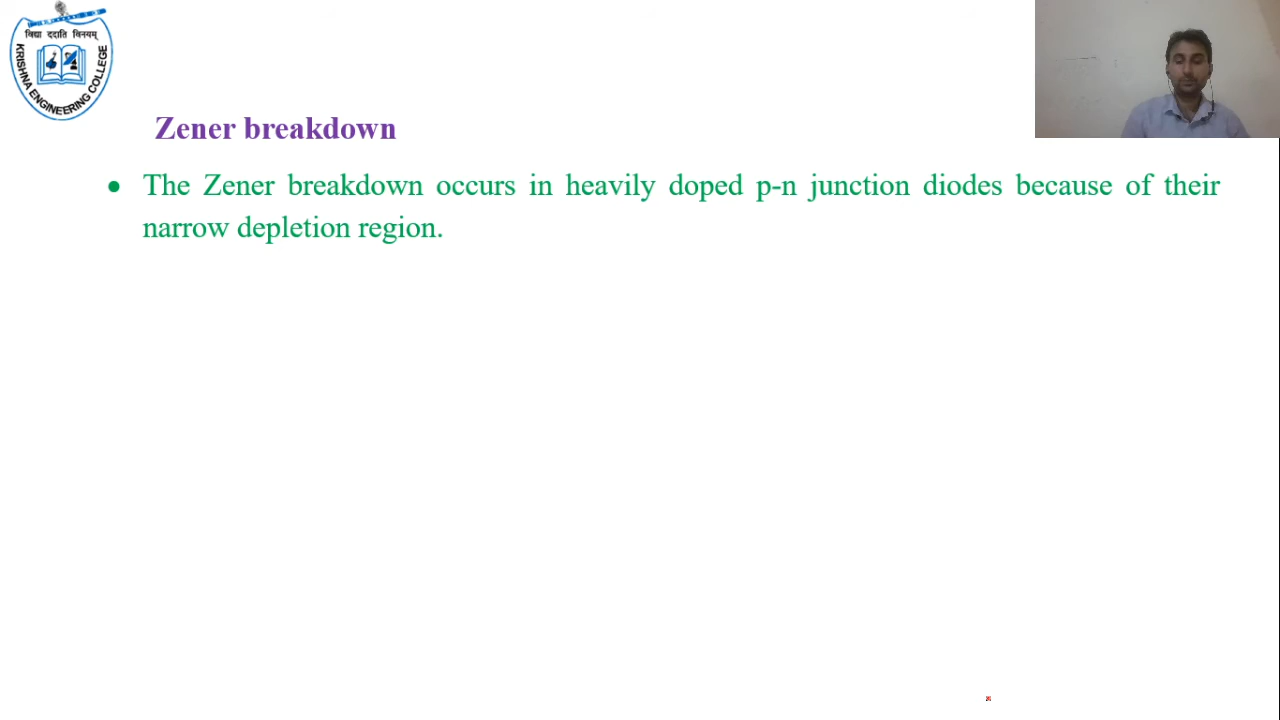 विद्या ददाति विनयम्
KRISHNA ENGINEERING COLLEGE
Zener breakdown
• The Zener breakdown occurs in heavily doped p-n junction diodes because of their
narrow depletion region.